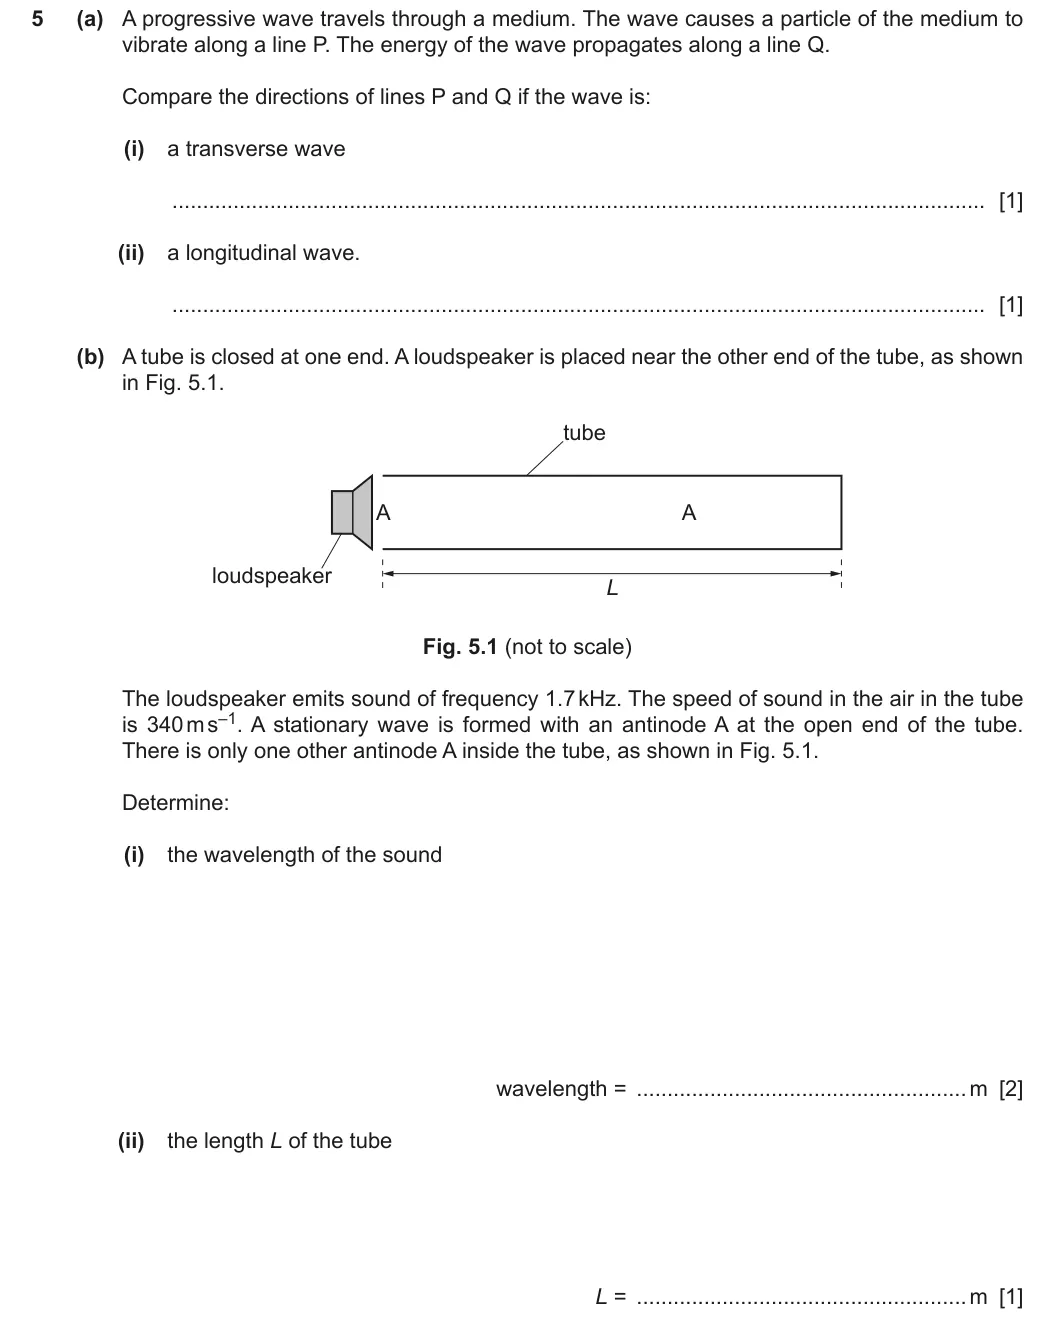 5 (a) A progressive wave travels through a medium. The wave causes a particle of the medium to
vibrate along a line P. The energy of the wave propagates along a line Q.
Compare the directions of lines P and Q if the wave is:
(i) a transverse wave
.................................................................................................................................... [1]
(ii) a longitudinal wave.
.................................................................................................................................... [1]
(b) A tube is closed at one end. A loudspeaker is placed near the other end of the tube, as shown
in Fig. 5.1.
tube
A A
loudspeaker
L
Fig. 5.1 (not to scale)
The loudspeaker emits sound of frequency 1.7 kHz. The speed of sound in the air in the tube
is 340 m s⁻¹. A stationary wave is formed with an antinode A at the open end of the tube.
There is only one other antinode A inside the tube, as shown in Fig. 5.1.
Determine:
(i) the wavelength of the sound
wavelength = ...................................................... m [2]
(ii) the length L of the tube
L = ...................................................... m [1]